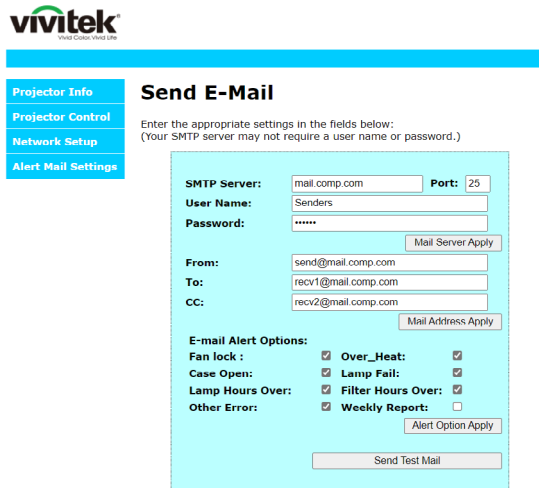 vivitek
Vivid Color, Vivid Life
Projector Info
Projector Control
Network Setup
Alert Mail Settings
Send E-Mail
Enter the appropriate settings in the fields below:
(Your SMTP server may not require a user name or password.)
SMTP Server: mail.comp.com Port: 25
User Name: Senders
Password: ••••••
Mail Server Apply
From: send@mail.comp.com
To: recv1@mail.comp.com
CC: recv2@mail.comp.com
Mail Address Apply
E-mail Alert Options:
Fan lock : Over_Heat:
Case Open: Lamp Fail:
Lamp Hours Over: Filter Hours Over:
Other Error: Weekly Report:
Alert Option Apply
Send Test Mail